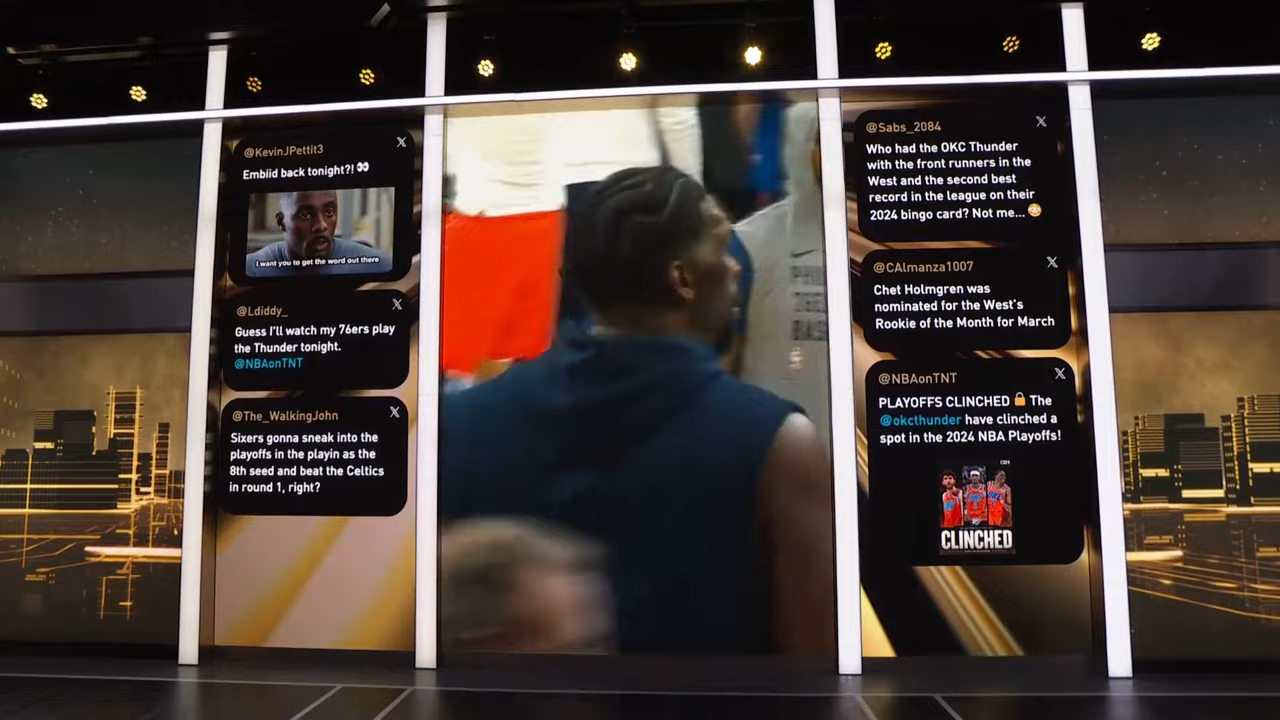 @KevinJPettit3
Embiid back tonight?! 👀
I want you to get the word out there
@Ldiddy_
Guess I'll watch my 76ers play
the Thunder tonight.
@NBAonTNT
@The_WalkingJohn
Sixers gonna sneak into the
playoffs in the playin as the
8th seed and beat the Celtics
in round 1, right?
@Sabs_2084
Who had the OKC Thunder
with the front runners in the
West and the second best
record in the league on their
2024 bingo card? Not me... 😳
@CAlmanza1007
Chet Holmgren was
nominated for the West's
Rookie of the Month for March
@NBAonTNT
PLAYOFFS CLINCHED 🔒 The
@okcthunder have clinched a
spot in the 2024 NBA Playoffs!
CLINCHED